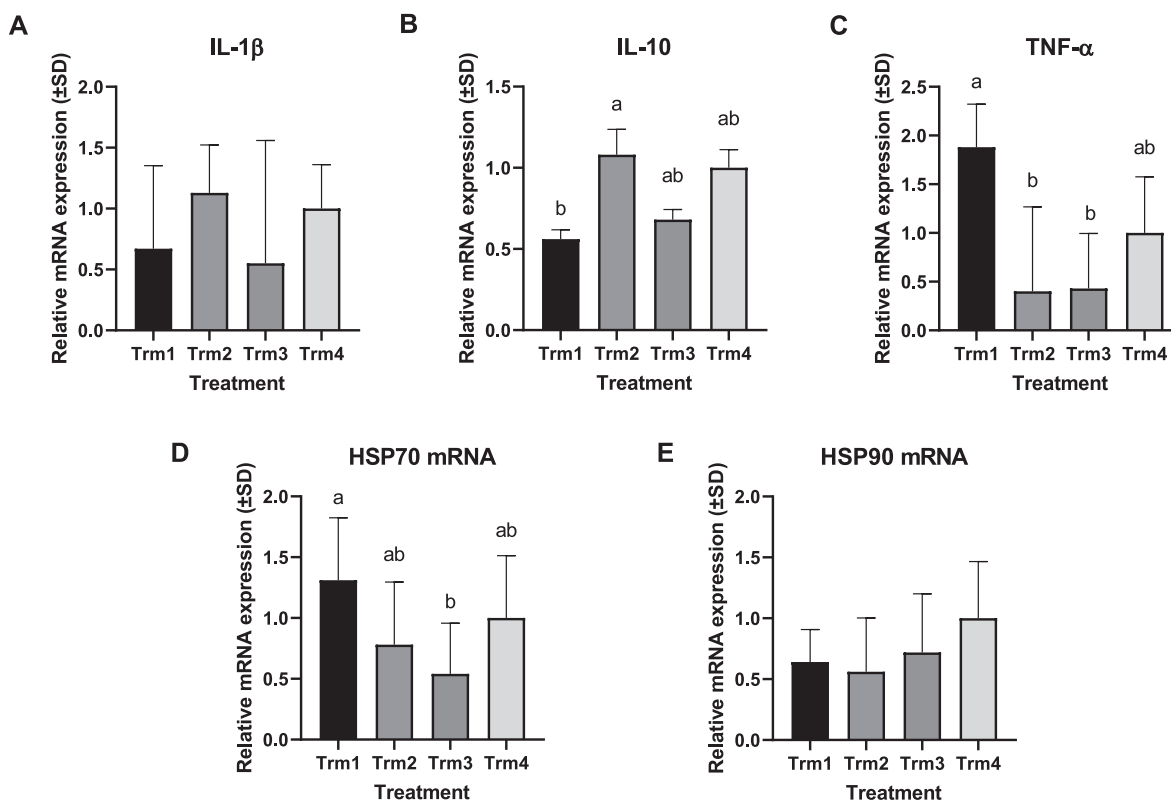 A
IL-1β
Relative mRNA expression (±SD)
2.0
1.5
1.0
0.5
0.0
Trm1 Trm2 Trm3 Trm4
Treatment
B
IL-10
Relative mRNA expression (±SD)
1.5
1.0
0.5
0.0
b
a
ab
ab
Trm1 Trm2 Trm3 Trm4
Treatment
C
TNF-α
Relative mRNA expression (±SD)
2.5
2.0
1.5
1.0
0.5
0.0
a
b
b
ab
Trm1 Trm2 Trm3 Trm4
Treatment
D
HSP70 mRNA
Relative mRNA expression (±SD)
2.0
1.5
1.0
0.5
0.0
a
ab
b
ab
Trm1 Trm2 Trm3 Trm4
Treatment
E
HSP90 mRNA
Relative mRNA expression (±SD)
2.0
1.5
1.0
0.5
0.0
Trm1 Trm2 Trm3 Trm4
Treatment